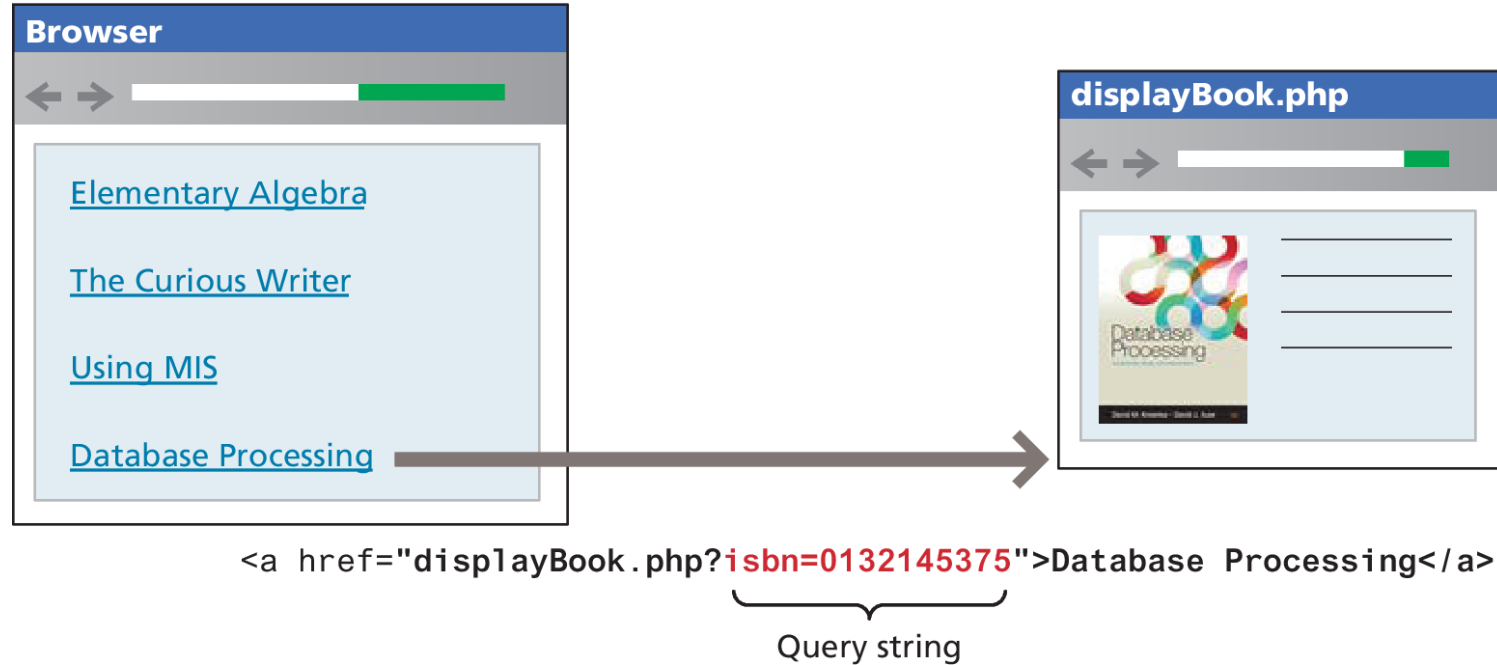 Browser
Elementary Algebra
The Curious Writer
Using MIS
Database Processing
displayBook.php
Database
Processing
<a href="displayBook.php?isbn=0132145375">Database Processing</a>
Query string